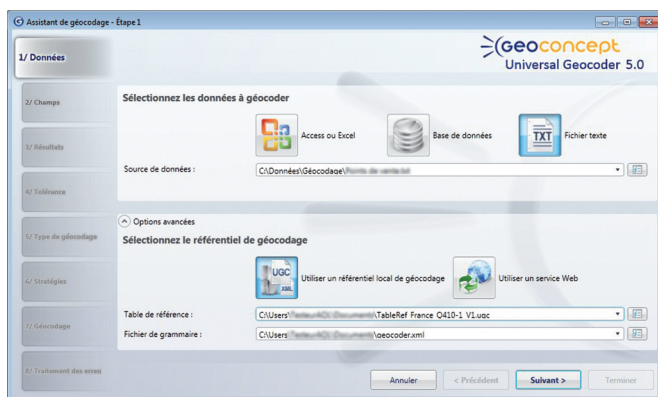 Assistant de géocodage - Étape 1
1/ Données
Geoconcept
Universal Geocoder 5.0
2/ Champs
Sélectionnez les données à géocoder
Access ou Excel
Base de données
TXT
Fichier texte
3/ Résultats
Source de données :
C:\Données\Géocodage\
4/ Tolérance
Options avancées
5/ Type de géocodage
Sélectionnez le référentiel de géocodage
6/ Stratégies
UGC
XML
Utiliser un référentiel local de géocodage
Utiliser un service Web
7/ Géocodage
Table de référence :
C:\Users\
\TableRef France Q410-1 V1.ugc
Fichier de grammaire :
C:\Users\
\geocoder.xml
8/ Traitement des erreu
Annuler
< Précédent
Suivant >
Terminer